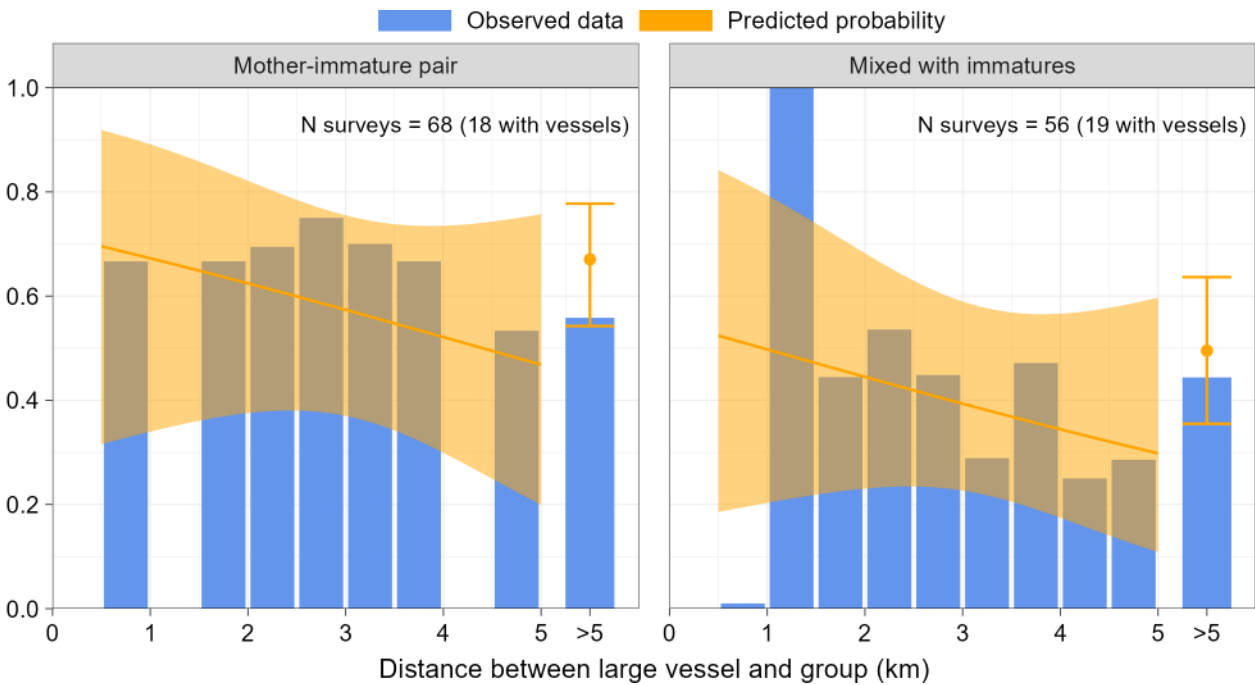 Observed data Predicted probability
Mother-immature pair Mixed with immatures
N surveys = 68 (18 with vessels) N surveys = 56 (19 with vessels)
1.0
0.8
0.6
0.4
0.2
0.0
0 1 2 3 4 5 >5 0 1 2 3 4 5 >5
Distance between large vessel and group (km)